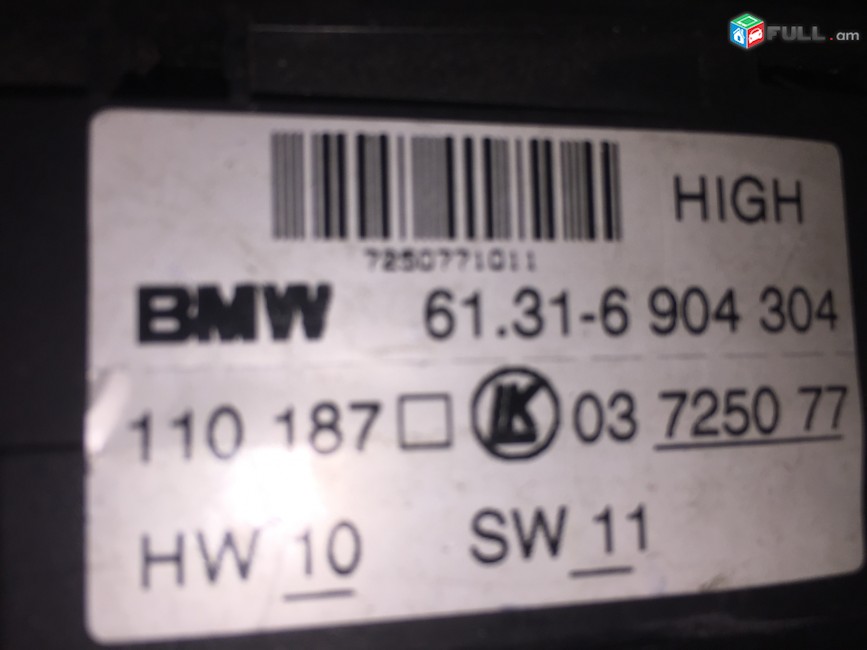 FULL.am
HIGH
7250771011
BMW 61.31-6 904 304
110 187 LK 03 7250 77
HW 10 SW 11